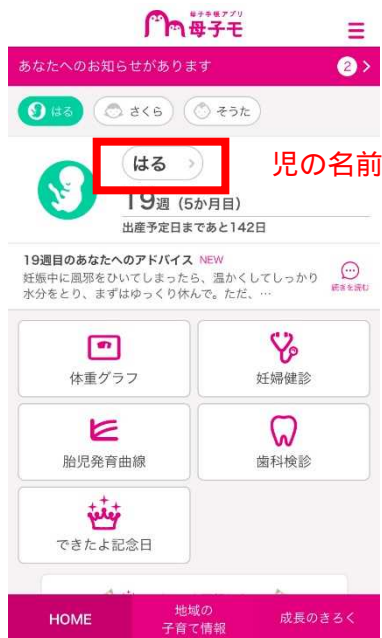 母子手帳アプリ
母子モ
あなたへのお知らせがあります 2
はる さくら そうた
はる
児の名前
19週 (5か月目)
出産予定日まであと142日
19週目のあなたへのアドバイス NEW
妊娠中に風邪をひいてしまったら、温かくしてしっかり
水分をとり、まずはゆっくり休んで。ただ、…
続きを読む
体重グラフ
妊婦健診
胎児発育曲線
歯科検診
できたよ記念日
HOME
地域の
子育て情報
成長のきろく